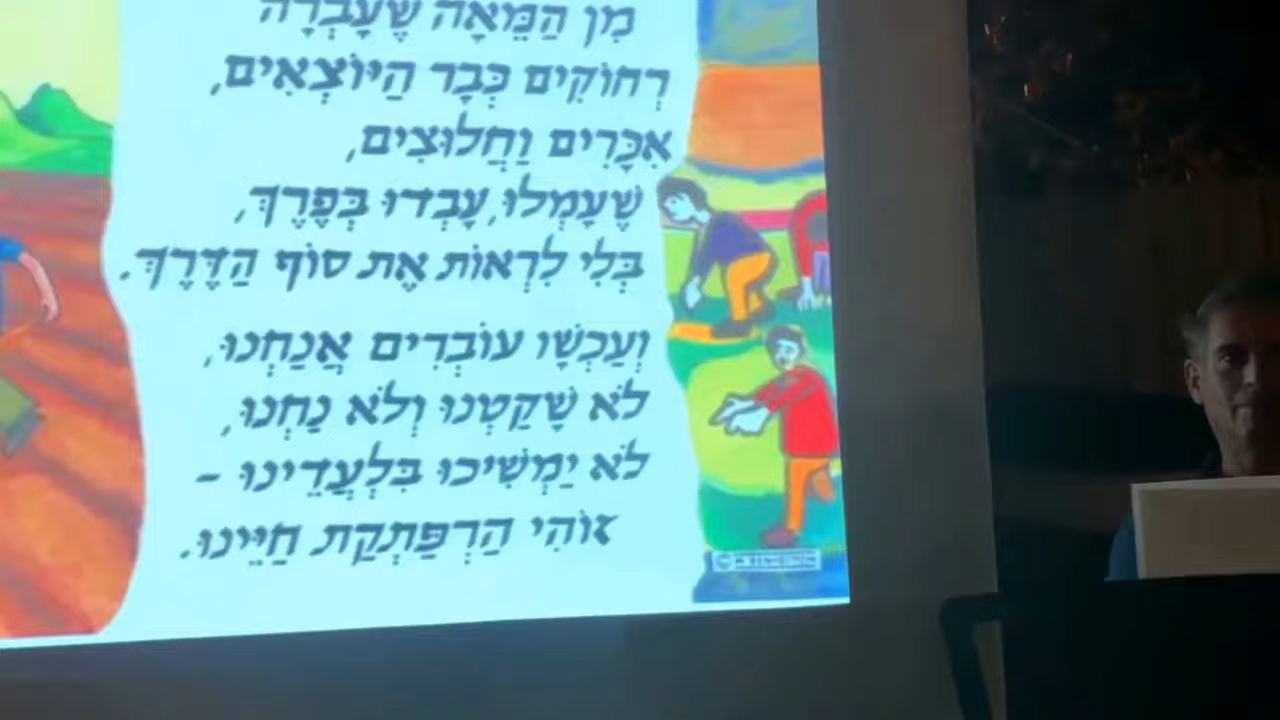 מִן הַמֵּאָה שֶׁעָבְרָה
רְחוֹקִים כְּבָר הַיּוֹצְאִים,
אִכָּרִים וַחֲלוּצִים,
שֶׁעָמְלוּ, עָבְדוּ בְּפֶרֶךְ,
בְּלִי לִרְאוֹת אֶת סוֹף הַדֶּרֶךְ.
וְעַכְשָׁו עוֹבְדִים אֲנַחְנוּ,
לֹא שָׁקַטְנוּ וְלֹא נַחְנוּ,
לֹא יַמְשִׁיכוּ בִּלְעֲדֵינוּ –
זוֹהִי הַרְפַּתְקַת חַיֵּינוּ.